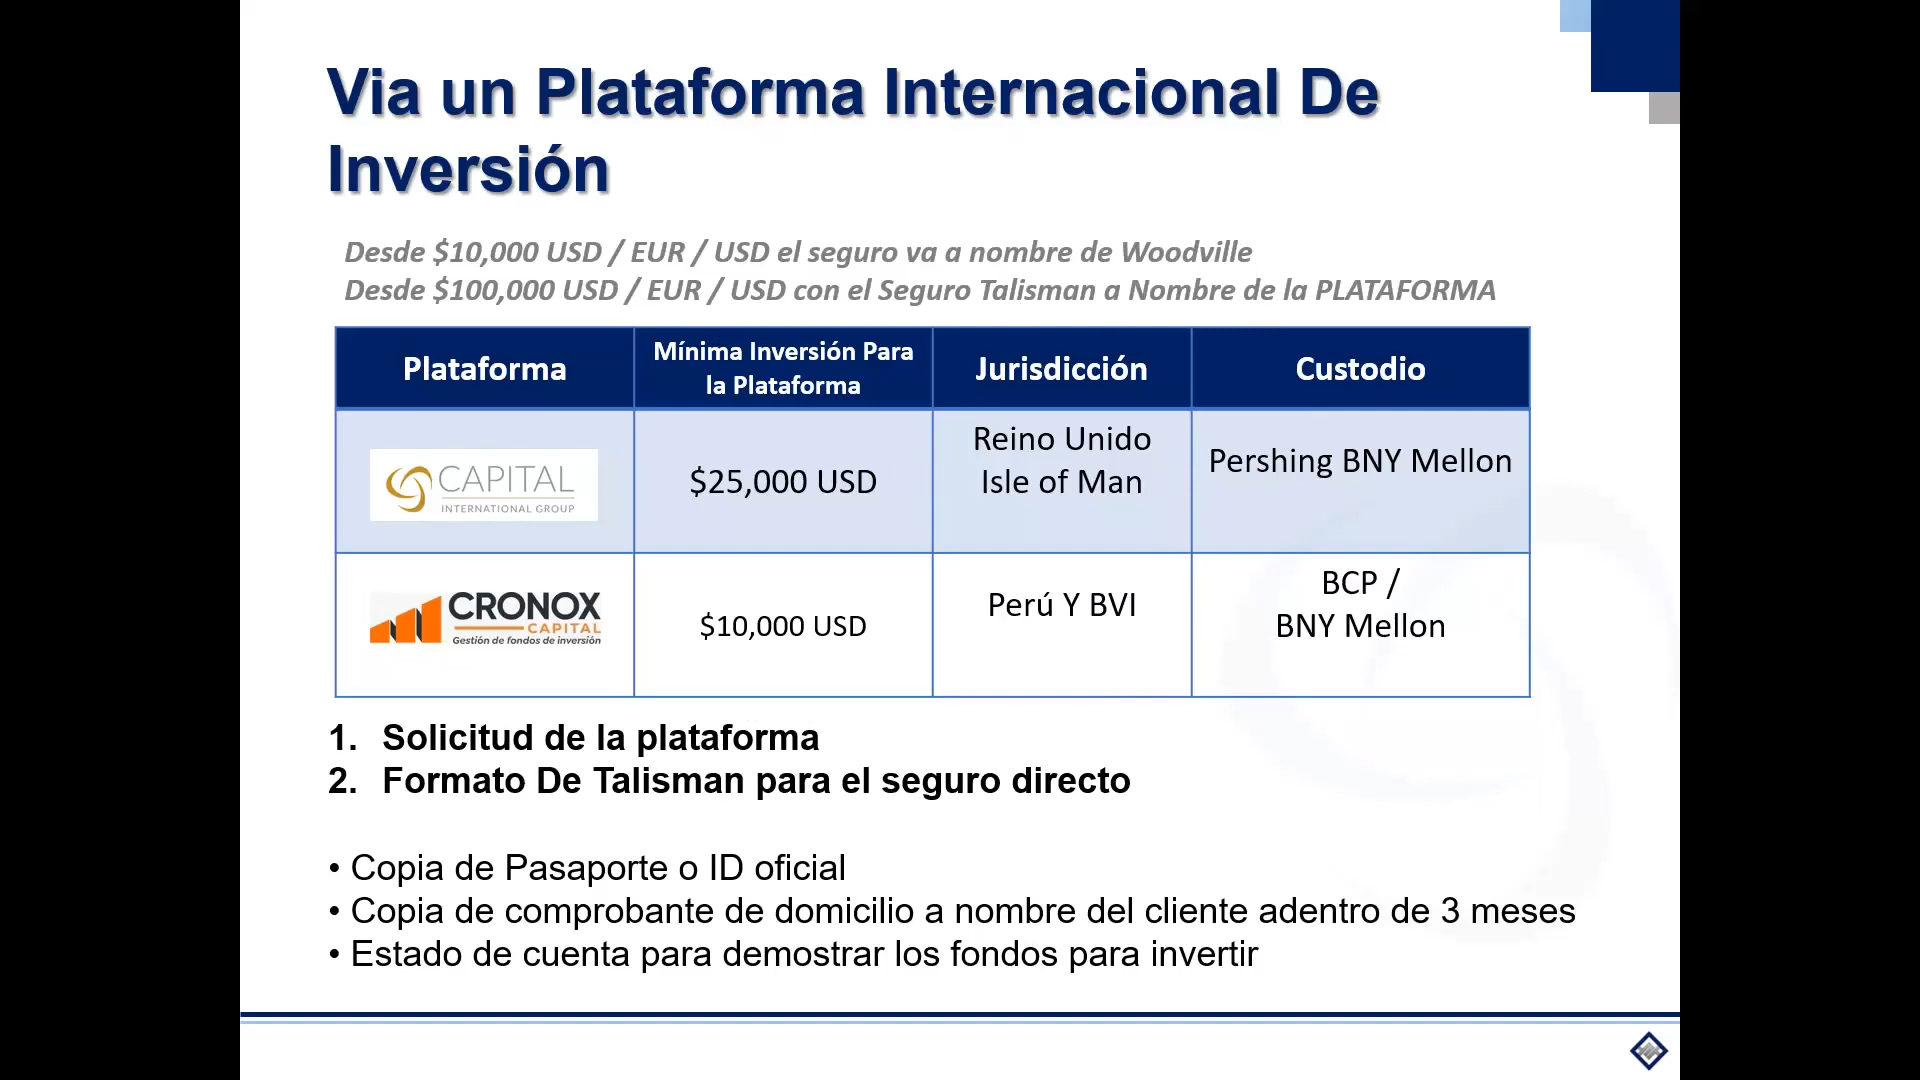 Via un Plataforma Internacional De
Inversión
Desde $10,000 USD / EUR / USD el seguro va a nombre de Woodville
Desde $100,000 USD / EUR / USD con el Seguro Talisman a Nombre de la PLATAFORMA
Plataforma
Mínima Inversión Para
la Plataforma
Jurisdicción
Custodio
CAPITAL
INTERNATIONAL GROUP
$25,000 USD
Reino Unido
Isle of Man
Pershing BNY Mellon
CRONOX
CAPITAL
Gestión de fondos de inversión
$10,000 USD
Perú Y BVI
BCP /
BNY Mellon
1. Solicitud de la plataforma
2. Formato De Talisman para el seguro directo
• Copia de Pasaporte o ID oficial
• Copia de comprobante de domicilio a nombre del cliente adentro de 3 meses
• Estado de cuenta para demostrar los fondos para invertir